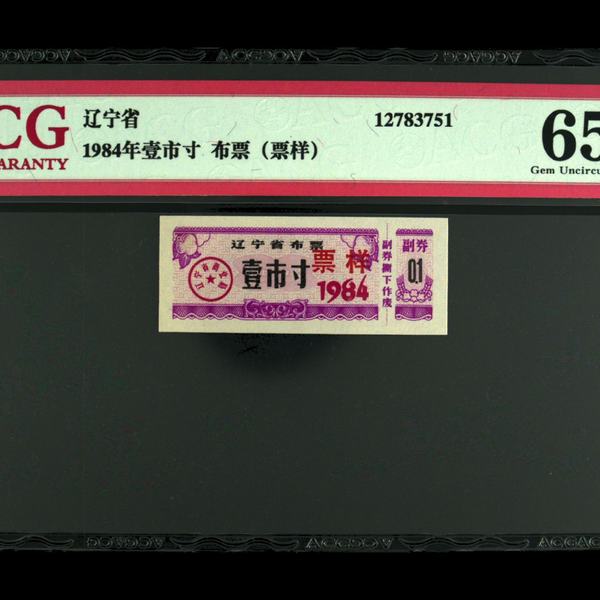 CG
ARANTY
辽宁省
12783751
1984年壹市寸 布票（票样）
65
Gem Uncircu
辽宁省布票
壹市寸
票样
1984
副券撕下作废
副券
0.1